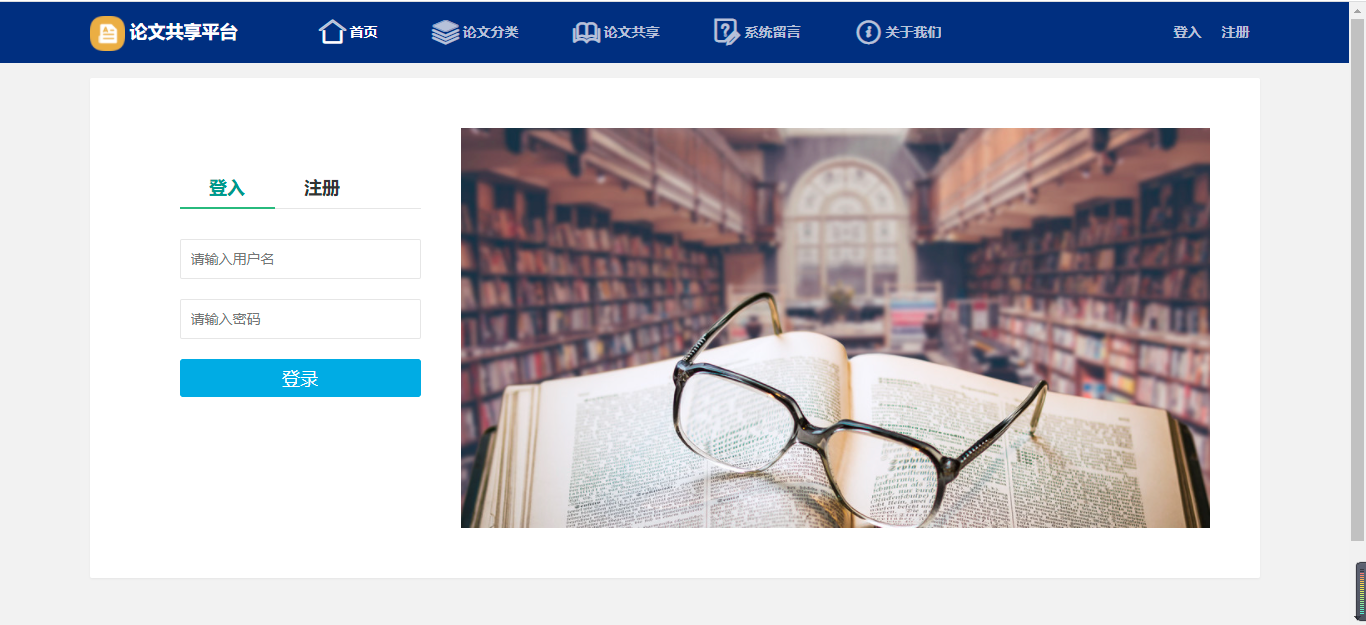 论文共享平台 首页 论文分类 论文共享 系统留言 关于我们 登入 注册
登入 注册
请输入用户名
请输入密码
登录